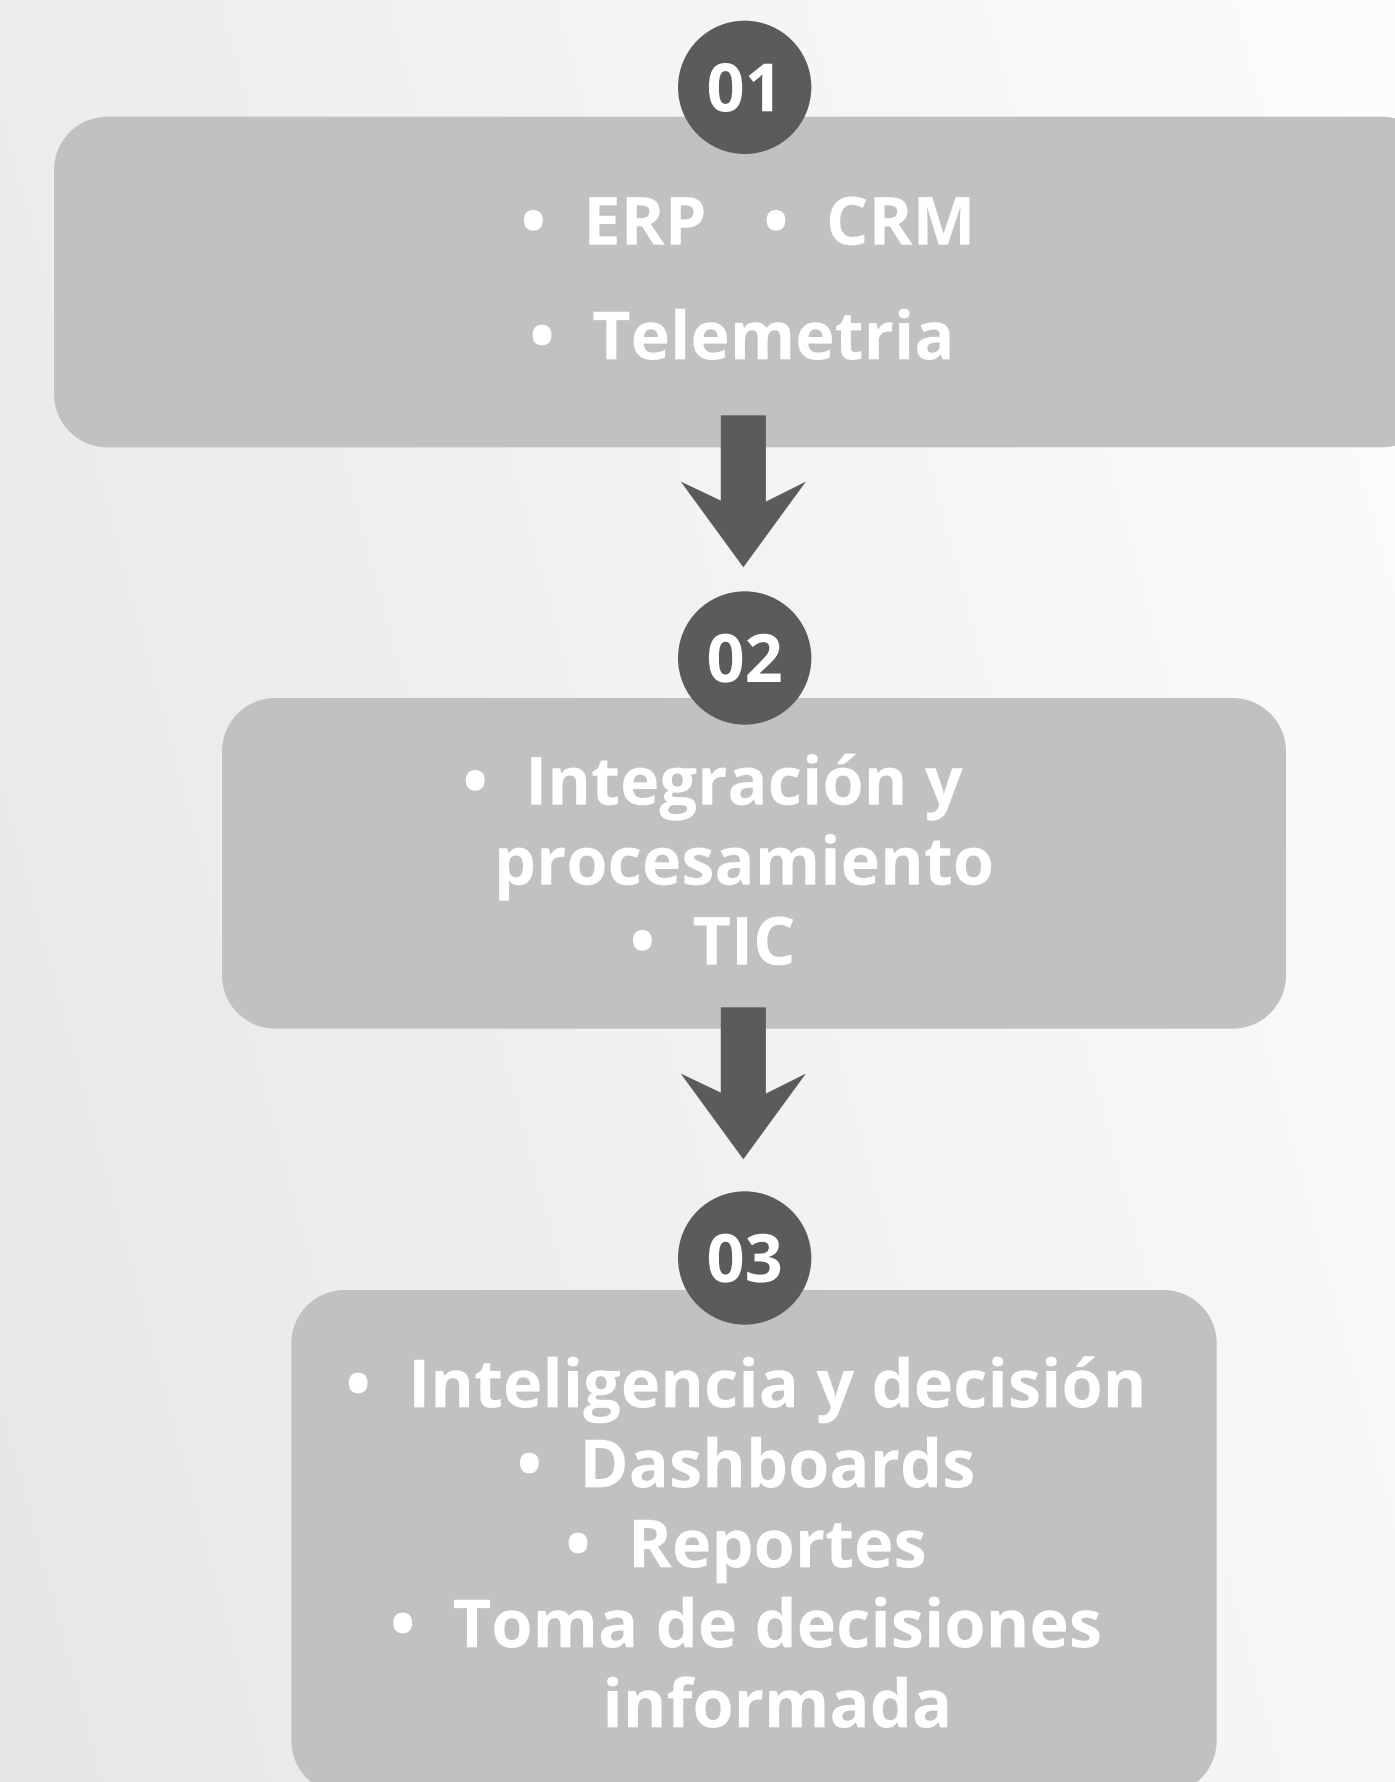 01
• ERP • CRM
• Telemetria
02
• Integración y
procesamiento
• TIC
03
• Inteligencia y decisión
• Dashboards
• Reportes
• Toma de decisiones
informada